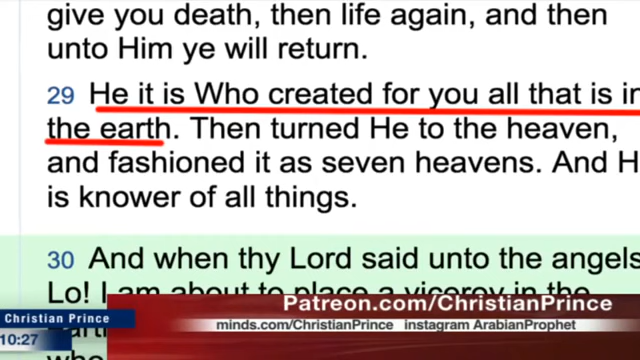 give you death, then life again, and then
unto Him ye will return.
29 He it is Who created for you all that is in
the earth. Then turned He to the heaven,
and fashioned it as seven heavens. And H
is knower of all things.
30 And when thy Lord said unto the angels
Lo! I am about to place a viceroy in the
Patreon.com/ChristianPrince
Christian Prince
minds.com/ChristianPrince instagram ArabianProphet
10:27